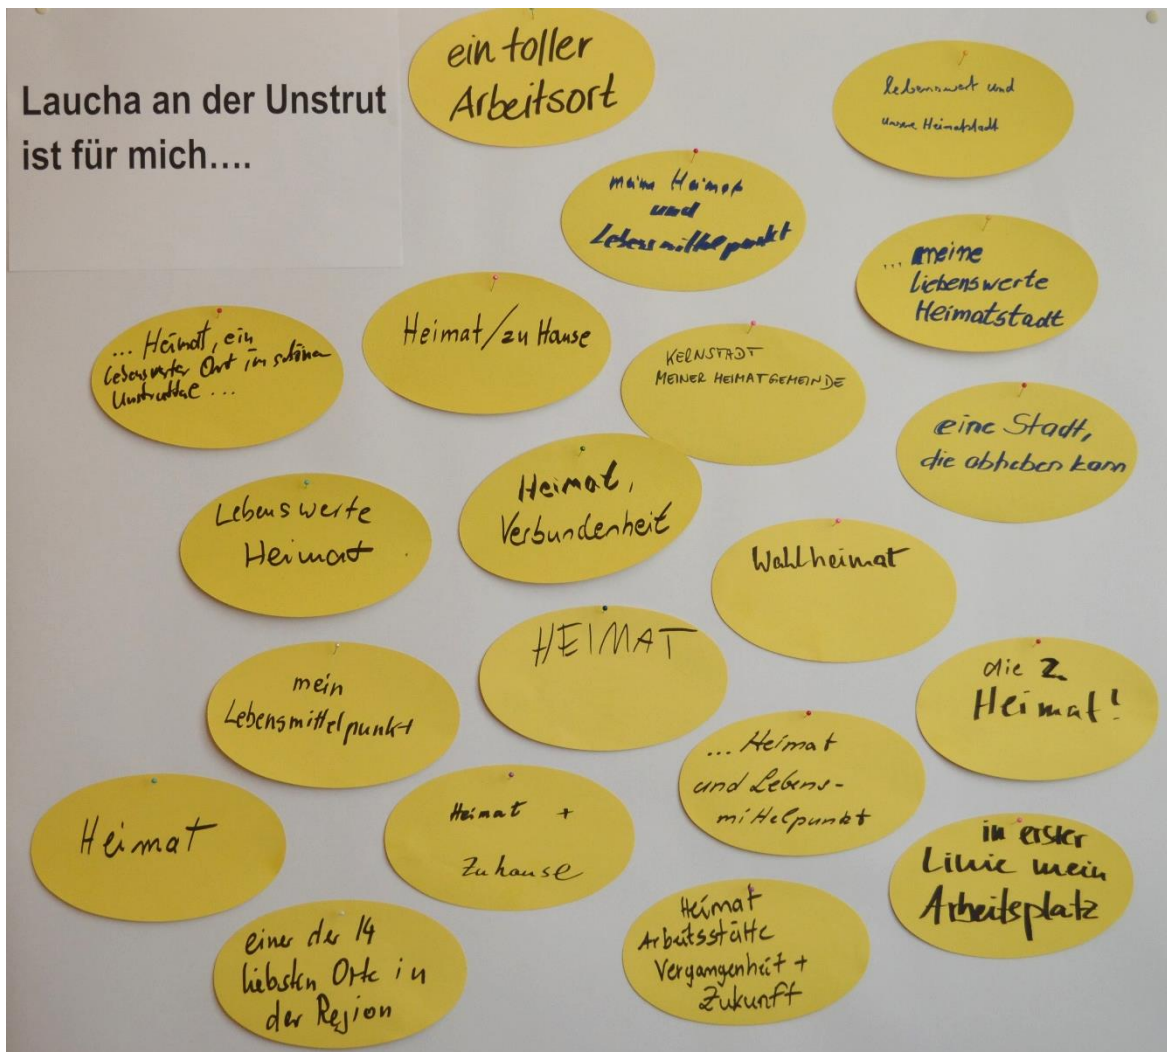 Laucha an der Unstrut
ist für mich....
ein toller
Arbeitsort
lebenswert und
unsere Heimatstadt
meine Heimat
und
Lebensmittelpunkt
... meine
liebenswerte
Heimatstadt
... Heimat, ein
lebenswerter Ort im schönen
Unstruttal ...
Heimat/zu Hause
KERNSTADT
MEINER HEIMATGEMEINDE
eine Stadt,
die abheben kann
Lebenswerte
Heimat
Heimat,
Verbundenheit
Wahlheimat
HEIMAT
mein
Lebensmittelpunkt
die 2.
Heimat!
... Heimat
und Lebens-
mittelpunkt
Heimat
Heimat +
Zuhause
in erster
Linie mein
Arbeitsplatz
einer der 14
liebsten Orte in
der Region
Heimat
Arbeitsstätte
Vergangenheit +
Zukunft